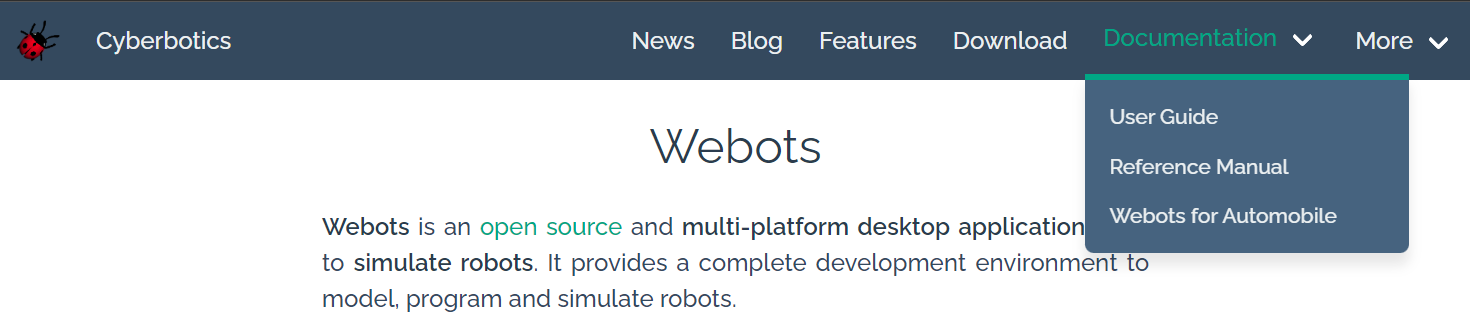 Cyberbotics News Blog Features Download Documentation More
User Guide
Reference Manual
Webots for Automobile
Webots
Webots is an open source and multi-platform desktop application
to simulate robots. It provides a complete development environment to
model, program and simulate robots.